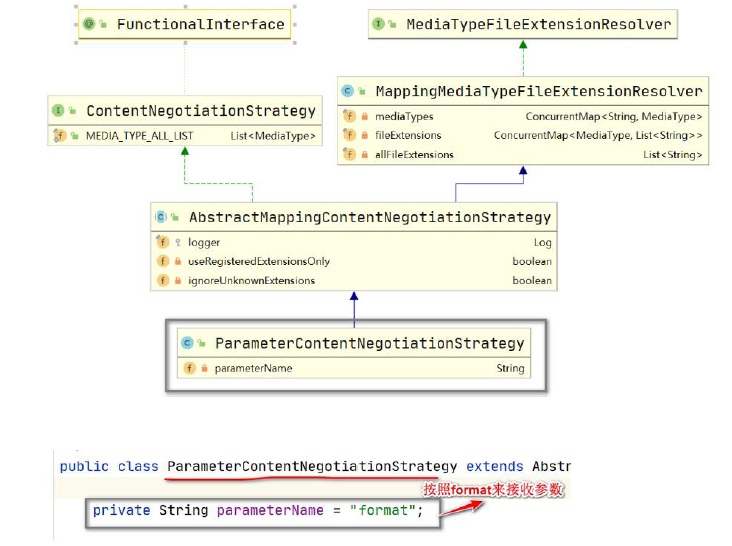 FunctionalInterface
MediaTypeFileExtensionResolver
ContentNegotiationStrategy
MEDIA_TYPE_ALL_LIST List<MediaType>
MappingMediaTypeFileExtensionResolver
mediaTypes ConcurrentMap<String, MediaType>
fileExtensions ConcurrentMap<MediaType, List<String>>
allFileExtensions List<String>
AbstractMappingContentNegotiationStrategy
logger Log
useRegisteredExtensionsOnly boolean
ignoreUnknownExtensions boolean
ParameterContentNegotiationStrategy
parameterName String
public class ParameterContentNegotiationStrategy extends Abstr
按照format来接收参数
private String parameterName = "format";